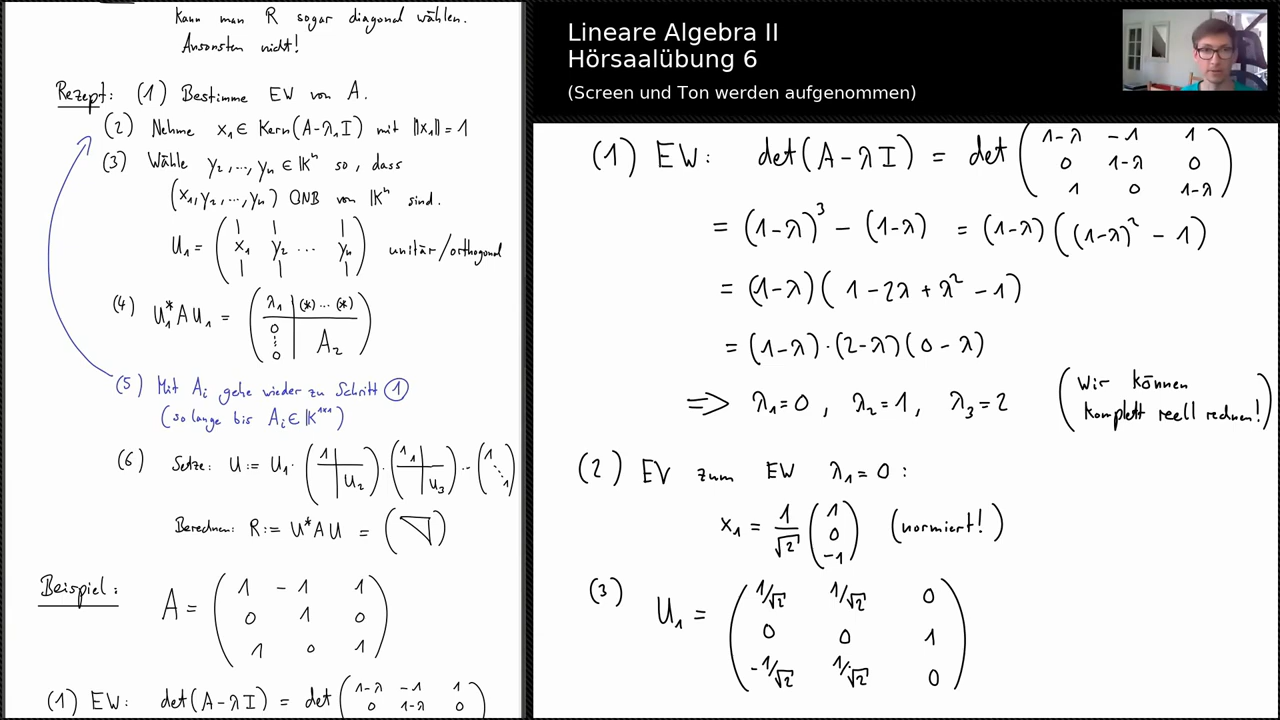 kann man R sogar diagonal wählen.
Ansonsten nicht!
Rezept: (1) Bestimme EW von A.
(2) Nehme x₁ ∈ Kern(A-λ₁I) mit ‖x₁‖ = 1
(3) Wähle y₂,...,yₙ ∈ 𝕂ⁿ so, dass
(x₁,y₂,...,yₙ) ONB von 𝕂ⁿ sind.
U₁ = ( | | | ; x₁ y₂ ... yₙ ; | | | ) unitär/orthogonal
(4) U₁*AU₁ = ( λ₁ | (*) ... (*) ; 0 ⋮ 0 | A₂ )
(5) Mit Aᵢ gehe wieder zu Schritt ①
(so lange bis Aᵢ ∈ 𝕂¹ˣ¹)
(6) Setze: U := U₁ · ( 1 | ; | U₂ ) · ( 1 1 | ; | U₃ ) ··· ( 1 ⋱ 1 )
Berechne: R := U*AU = ( ▽ )
Beispiel: A =
1 -1 1
0 1 0
1 0 1
(1) EW: det(A-λI) = det
1-λ -1 1
0 1-λ 0
Lineare Algebra II
Hörsaalübung 6
(Screen und Ton werden aufgenommen)
(1) EW: det(A-λI) = det
1-λ -1 1
0 1-λ 0
1 0 1-λ
= (1-λ)³ - (1-λ) = (1-λ)((1-λ)² - 1)
= (1-λ)(1-2λ+λ²-1)
= (1-λ)·(2-λ)(0-λ)
⟹ λ₁=0, λ₂=1, λ₃=2 (Wir können
komplett reell rechnen!)
(2) EV zum EW λ₁=0:
x₁ = 1/√2 (1 0 -1) (normiert!)
(3) U₁ =
1/√2 1/√2 0
0 0 1
-1/√2 1/√2 0